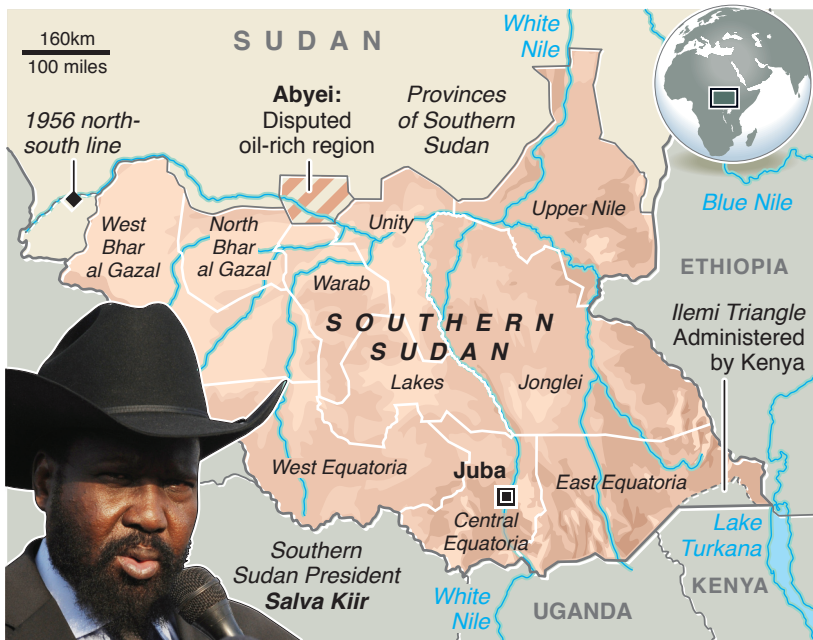 160km
100 miles
SUDAN
White
Nile
1956 north-
south line
Abyei:
Disputed
oil-rich region
Provinces
of Southern
Sudan
Blue Nile
West
Bhar
al Gazal
North
Bhar
al Gazal
Unity
Upper Nile
ETHIOPIA
Warab
Ilemi Triangle
Administered
by Kenya
SOUTHERN
SUDAN
Lakes
Jonglei
West Equatoria
Juba
East Equatoria
Central
Equatoria
Lake
Turkana
Southern
Sudan President
Salva Kiir
White
Nile
UGANDA
KENYA